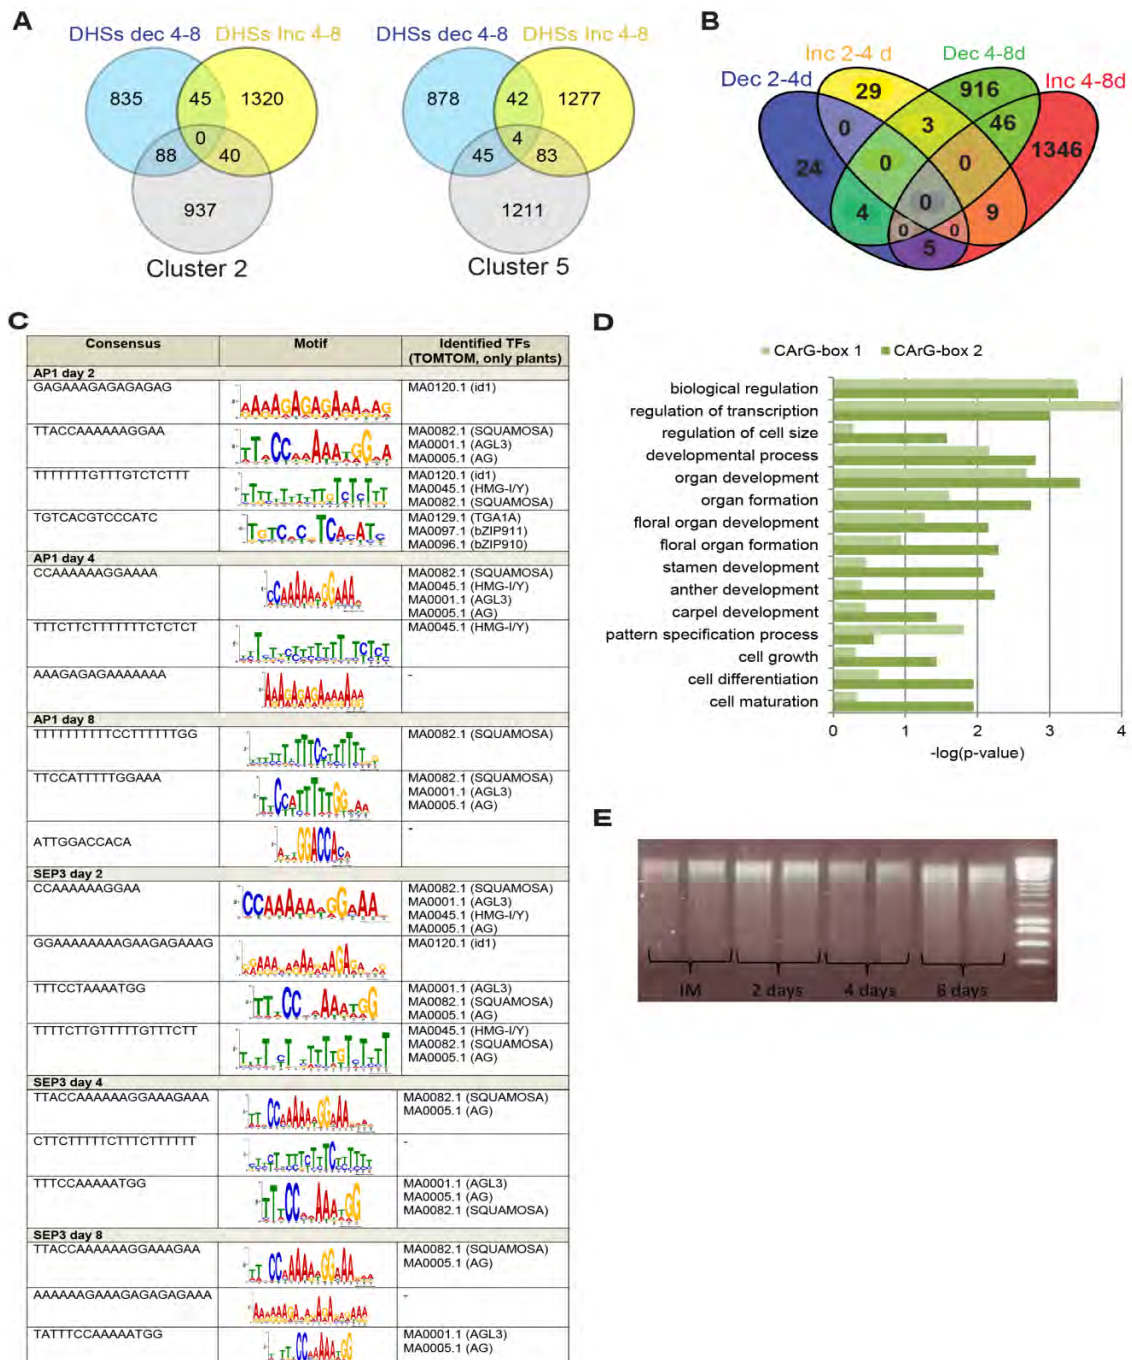 A
DHSs dec 4-8 DHSs Inc 4-8
835 45 1320
0
88 40
937
Cluster 2
DHSs dec 4-8 DHSs Inc 4-8
878 42 1277
4
45 83
1211
Cluster 5
B
Inc 2-4 d Dec 4-8d
Dec 2-4d Inc 4-8d
29 916
0 3 46
24 0 0 1346
4 0 9
0 0
5
C
Consensus Motif Identified TFs
(TOMTOM, only plants)
AP1 day 2
GAGAAAGAGAGAGAG MA0120.1 (id1)
TTACCAAAAAAGGAA MA0082.1 (SQUAMOSA)
MA0001.1 (AGL3)
MA0005.1 (AG)
TTTTTTTGTTTGTCTCTTT MA0120.1 (id1)
MA0045.1 (HMG-I/Y)
MA0082.1 (SQUAMOSA)
TGTCACGTCCCATC MA0129.1 (TGA1A)
MA0097.1 (bZIP911)
MA0096.1 (bZIP910)
AP1 day 4
CCAAAAAAGGAAAA MA0082.1 (SQUAMOSA)
MA0045.1 (HMG-I/Y)
MA0001.1 (AGL3)
MA0005.1 (AG)
TTTCTTCTTTTTTTCTCTCT MA0045.1 (HMG-I/Y)
AAAGAGAGAAAAAAA -
AP1 day 8
TTTTTTTTTTCCTTTTTTGG MA0082.1 (SQUAMOSA)
TTCCATTTTTGGAAA MA0082.1 (SQUAMOSA)
MA0001.1 (AGL3)
MA0005.1 (AG)
ATTGGACCACA -
SEP3 day 2
CCAAAAAAGGAA MA0082.1 (SQUAMOSA)
MA0001.1 (AGL3)
MA0045.1 (HMG-I/Y)
MA0005.1 (AG)
GGAAAAAAAAGAAGAGAAAG MA0120.1 (id1)
TTTCCTAAAATGG MA0001.1 (AGL3)
MA0082.1 (SQUAMOSA)
MA0005.1 (AG)
TTTTCTTGTTTTTGTTTCTT MA0045.1 (HMG-I/Y)
MA0082.1 (SQUAMOSA)
MA0005.1 (AG)
SEP3 day 4
TTACCAAAAAAGGAAAGAAA MA0082.1 (SQUAMOSA)
MA0005.1 (AG)
CTTCTTTTTCTTTCTTTTTT -
TTTCCAAAAATGG MA0001.1 (AGL3)
MA0005.1 (AG)
MA0082.1 (SQUAMOSA)
SEP3 day 8
TTACCAAAAAAGGAAAGAA MA0082.1 (SQUAMOSA)
MA0005.1 (AG)
AAAAAAGAAAGAGAGAGAAA -
TATTTCCAAAAATGG MA0001.1 (AGL3)
MA0005.1 (AG)
D
CArG-box 1 CArG-box 2
biological regulation
regulation of transcription
regulation of cell size
developmental process
organ development
organ formation
floral organ development
floral organ formation
stamen development
anther development
carpel development
pattern specification process
cell growth
cell differentiation
cell maturation
0 1 2 3 4
-log(p-value)
E
IM 2 days 4 days 8 days